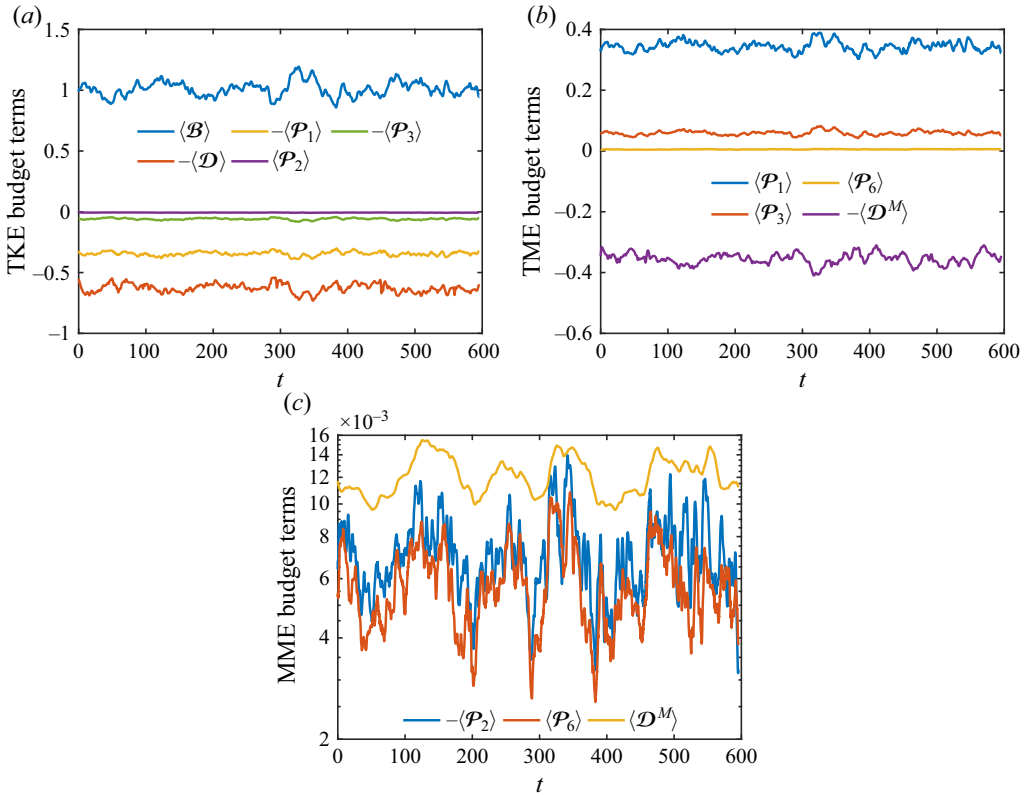 (a)
1.5
1.0
0.5
0
−0.5
−1
TKE budget terms
⟨𝓑⟩ −⟨𝓟₁⟩ −⟨𝓟₃⟩
−⟨𝓓⟩ ⟨𝓟₂⟩
0 100 200 300 400 500 600
t
(b)
0.4
0.2
0
−0.2
−0.4
−0.6
TME budget terms
⟨𝓟₁⟩ ⟨𝓟₆⟩
⟨𝓟₃⟩ −⟨𝓓ᴹ⟩
0 100 200 300 400 500 600
t
(c)
×10⁻³
16
14
12
10
8
6
4
2
MME budget terms
−⟨𝓟₂⟩ ⟨𝓟₆⟩ ⟨𝓓ᴹ⟩
0 100 200 300 400 500 600
t